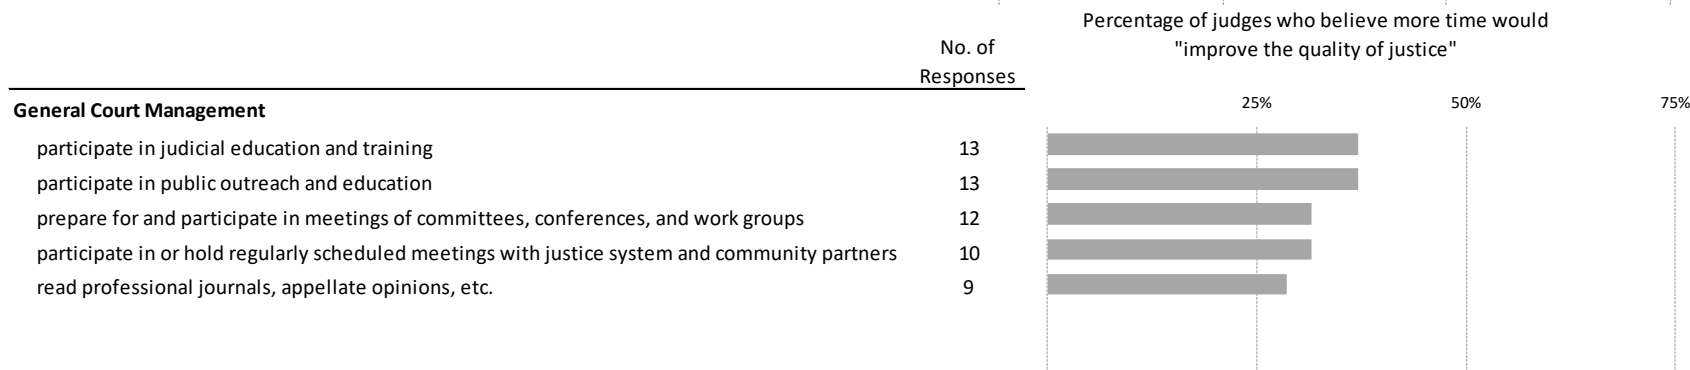 Percentage of judges who believe more time would
"improve the quality of justice"
No. of
Responses
General Court Management
25% 50% 75%
participate in judicial education and training 13
participate in public outreach and education 13
prepare for and participate in meetings of committees, conferences, and work groups 12
participate in or hold regularly scheduled meetings with justice system and community partners 10
read professional journals, appellate opinions, etc. 9